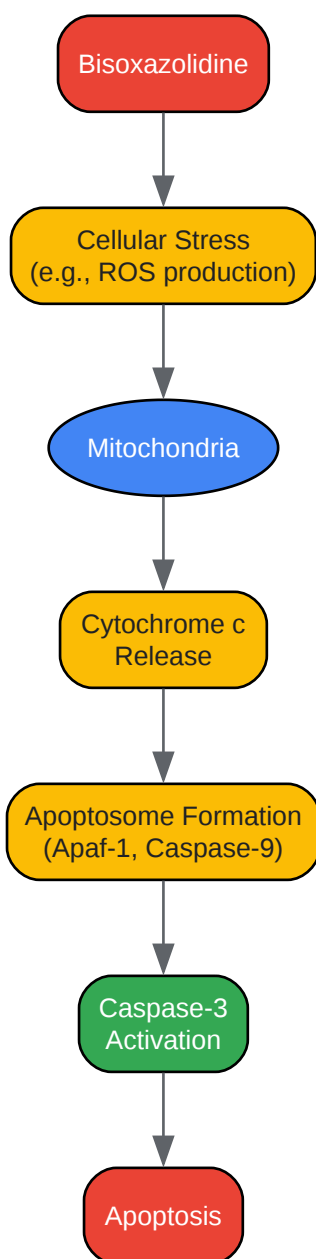 Bisoxazolidine
Cellular Stress
(e.g., ROS production)
Mitochondria
Cytochrome c
Release
Apoptosome Formation
(Apaf-1, Caspase-9)
Caspase-3
Activation
Apoptosis